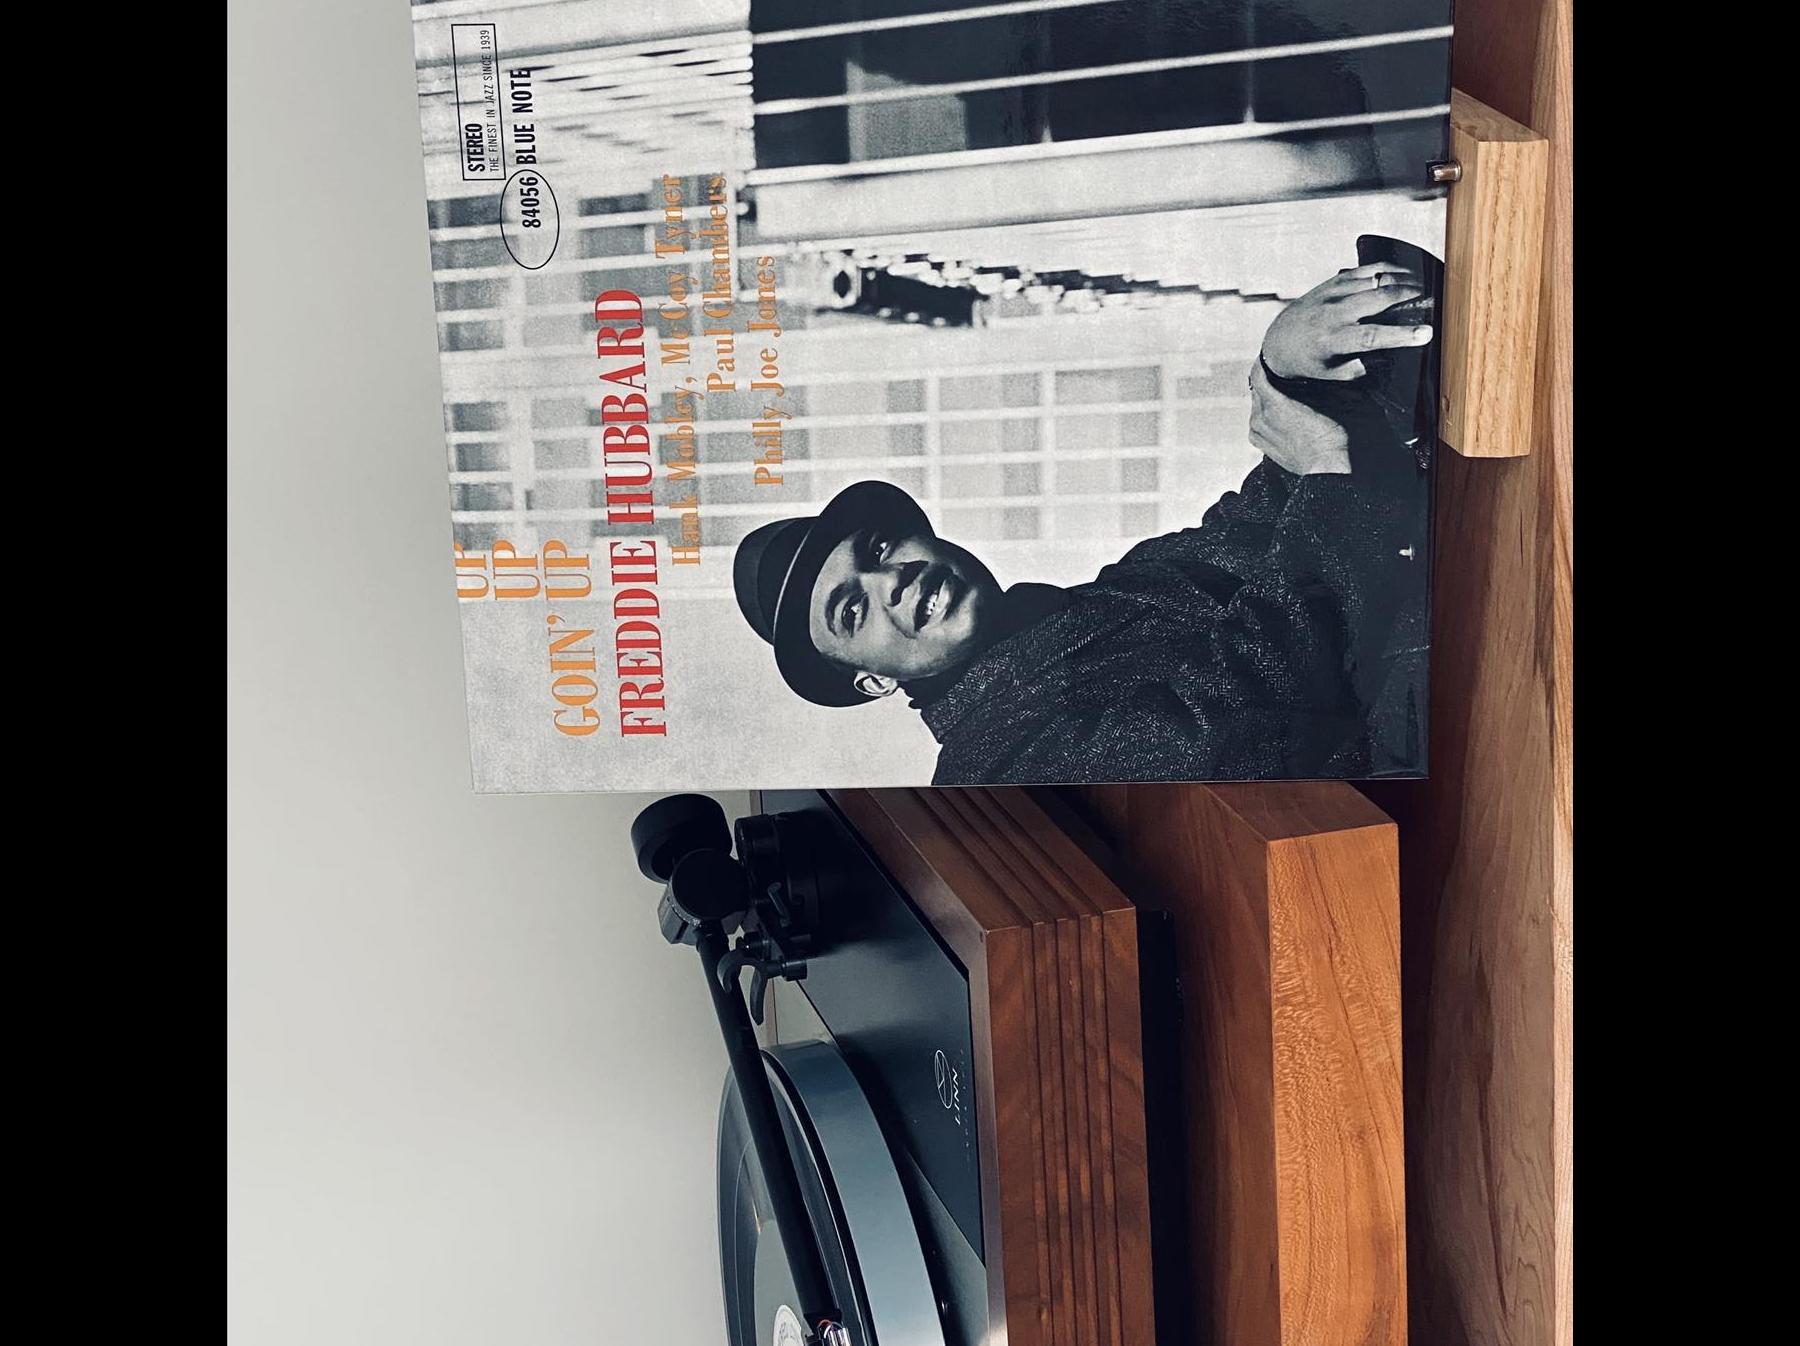 STEREO
THE FINEST IN JAZZ SINCE 1939
84056 BLUE NOTE
UP
UP
GOIN' UP
FREDDIE HUBBARD
Hank Mobley, McCoy Tyner
Paul Chambers
Philly Joe Jones
LINN